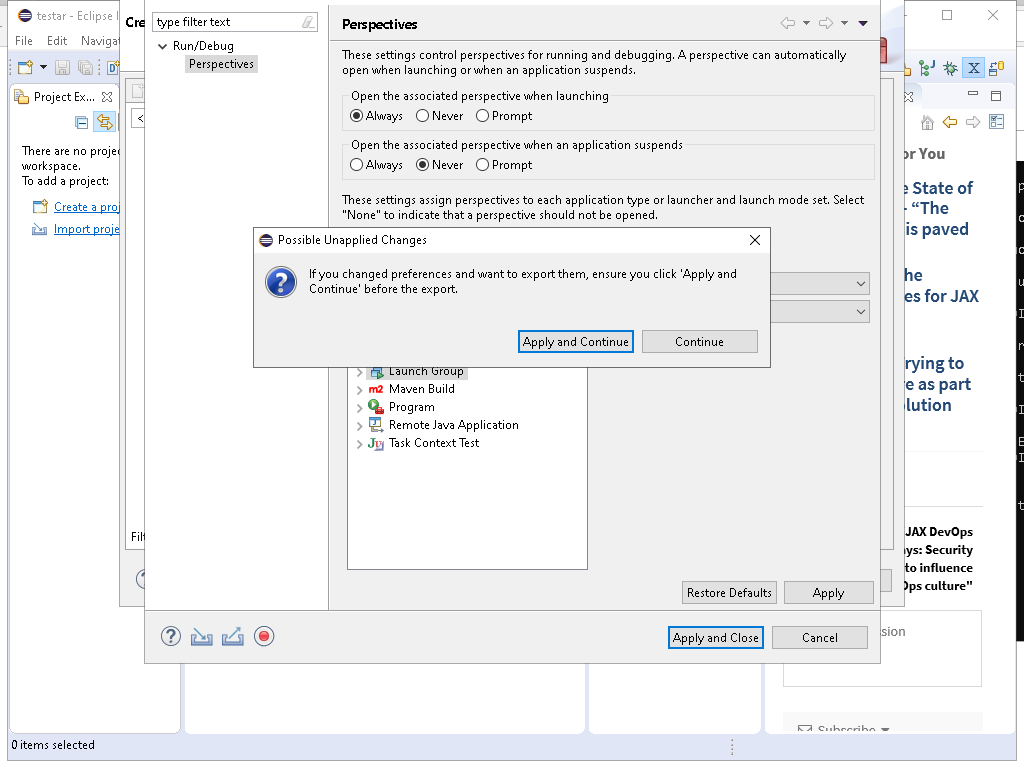 testar - Eclipse
File Edit Navigat
Project Ex...
There are no proje
workspace.
To add a project:
Create a proj
Import proje
0 items selected
Cre
<
Filt
type filter text
Run/Debug
Perspectives
Perspectives
These settings control perspectives for running and debugging. A perspective can automatically
open when launching or when an application suspends.
Open the associated perspective when launching
Always Never Prompt
Open the associated perspective when an application suspends
Always Never Prompt
These settings assign perspectives to each application type or launcher and launch mode set. Select
"None" to indicate that a perspective should not be opened.
Possible Unapplied Changes
If you changed preferences and want to export them, ensure you click 'Apply and
Continue' before the export.
Apply and Continue Continue
Launch Group
Maven Build
Program
Remote Java Application
Task Context Test
Restore Defaults Apply
Apply and Close Cancel
or You
e State of
- “The
is paved
he
es for JAX
rying to
e as part
lution
JAX DevOps
ys: Security
to influence
Ops culture"
ssion
Subscribe